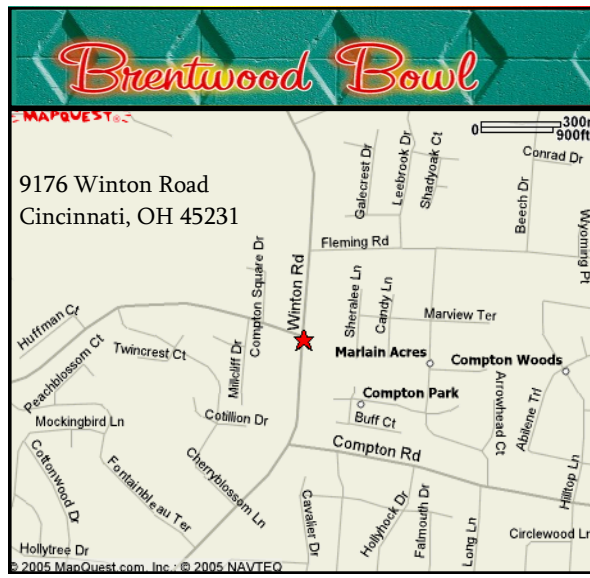 Brentwood Bowl
MAPQUEST
0 300m
900ft
9176 Winton Road
Cincinnati, OH 45231
Galecrest Dr
Leebrook Dr
Shadyoak Ct
Conrad Dr
Beech Dr
Wyoming Pt
Fleming Rd
Compton Square Dr
Winton Rd
Sheralee Ln
Candy Ln
Marview Ter
Huffman Ct
Peachblossom Ct
Twincrest Ct
Millcliff Dr
Marlain Acres
Compton Woods
Compton Park
Arrowhead Ct
Abilene Trl
Mockingbird Ln
Cotillion Dr
Buff Ct
Compton Rd
Cottonwood Dr
Fontainbleau Ter
Cherryblossom Ln
Cavalier Dr
Hollyhock Dr
Falmouth Dr
Long Ln
Hilltop Ln
Circlewood Ln
Hollytree Dr
© 2005 MapQuest.com, Inc.; © 2005 NAVTEQ